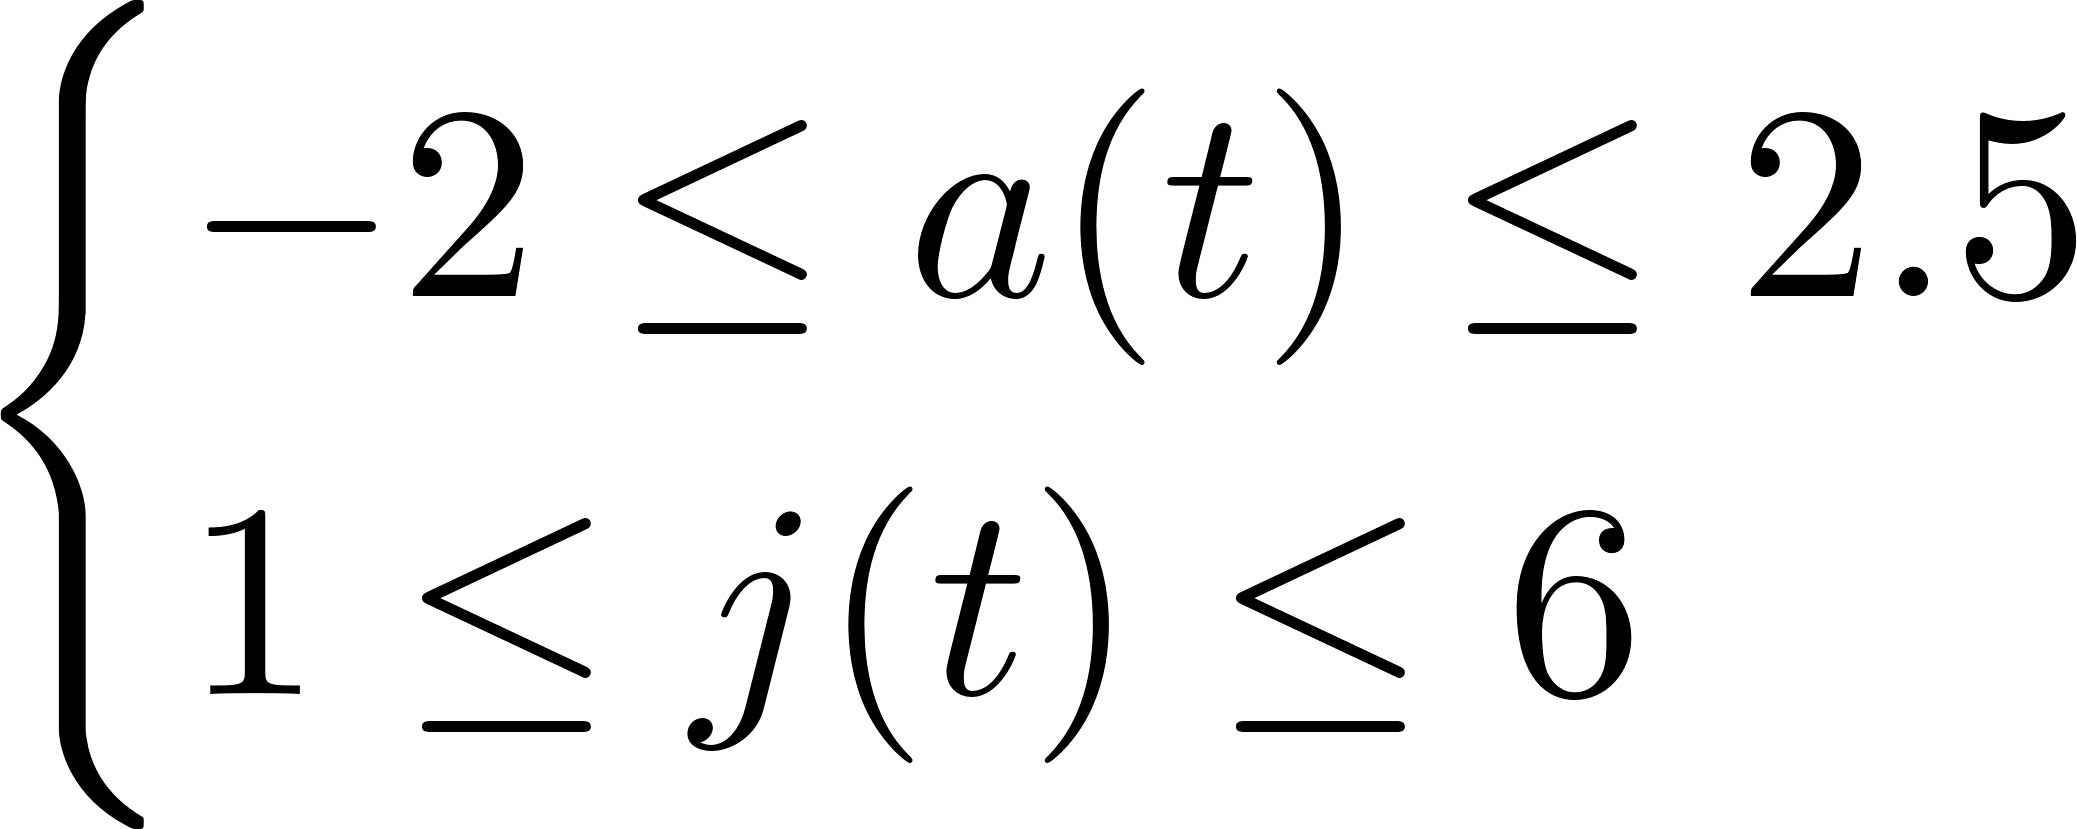 −2 ≤ a(t) ≤ 2.5
1 ≤ j(t) ≤ 6